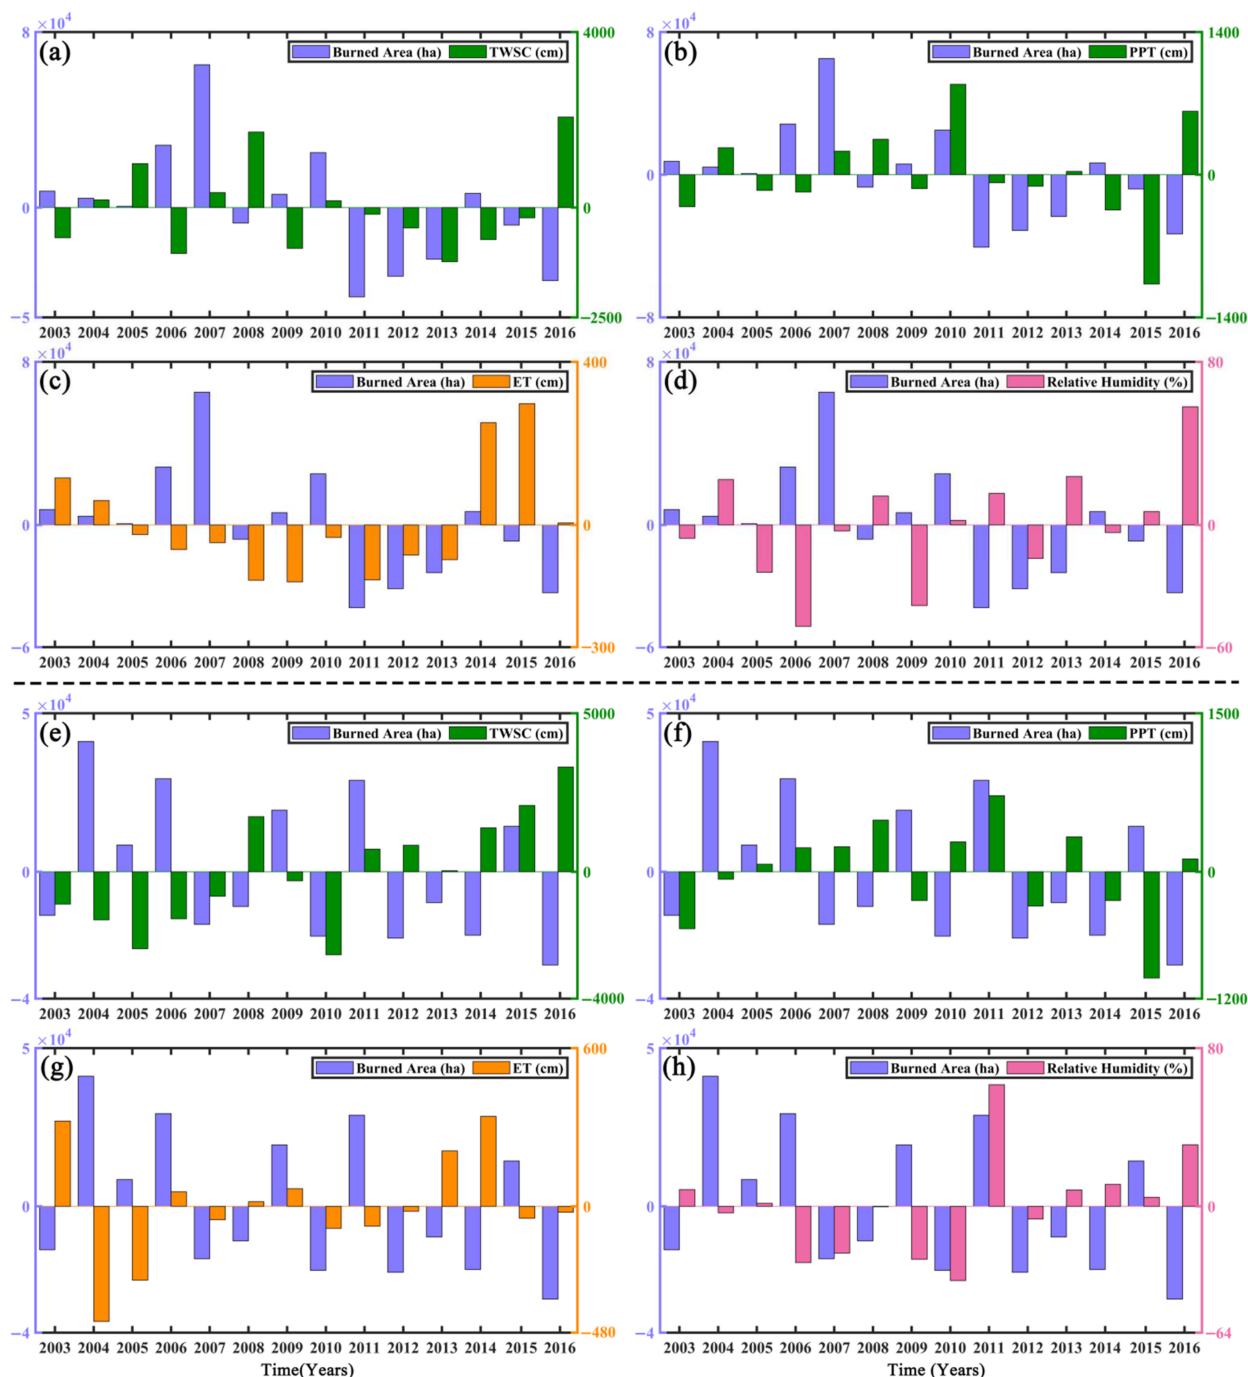 ×10⁴
8
(a)
Burned Area (ha) TWSC (cm)
4000
0
0
−5
−2500
2003 2004 2005 2006 2007 2008 2009 2010 2011 2012 2013 2014 2015 2016
×10⁴
8
(b)
Burned Area (ha) PPT (cm)
1400
0
0
−8
−1400
2003 2004 2005 2006 2007 2008 2009 2010 2011 2012 2013 2014 2015 2016
×10⁴
8
(c)
Burned Area (ha) ET (cm)
400
0
0
−6
−300
2003 2004 2005 2006 2007 2008 2009 2010 2011 2012 2013 2014 2015 2016
×10⁴
8
(d)
Burned Area (ha) Relative Humidity (%)
80
0
0
−6
−60
2003 2004 2005 2006 2007 2008 2009 2010 2011 2012 2013 2014 2015 2016
×10⁴
5
(e)
Burned Area (ha) TWSC (cm)
5000
0
0
−4
−4000
2003 2004 2005 2006 2007 2008 2009 2010 2011 2012 2013 2014 2015 2016
×10⁴
5
(f)
Burned Area (ha) PPT (cm)
1500
0
0
−4
−1200
2003 2004 2005 2006 2007 2008 2009 2010 2011 2012 2013 2014 2015 2016
×10⁴
5
(g)
Burned Area (ha) ET (cm)
600
0
0
−4
−480
2003 2004 2005 2006 2007 2008 2009 2010 2011 2012 2013 2014 2015 2016
Time(Years)
×10⁴
5
(h)
Burned Area (ha) Relative Humidity (%)
80
0
0
−4
−64
2003 2004 2005 2006 2007 2008 2009 2010 2011 2012 2013 2014 2015 2016
Time (Years)